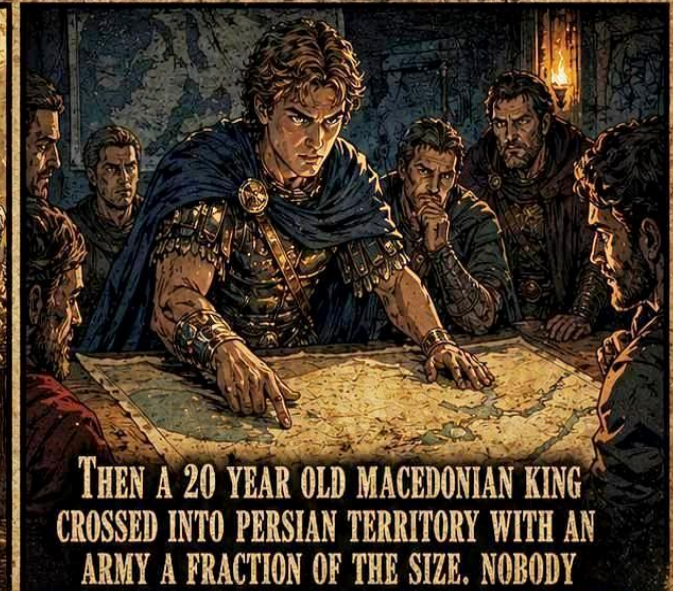 THEN A 20 YEAR OLD MACEDONIAN KING
CROSSED INTO PERSIAN TERRITORY WITH AN
ARMY A FRACTION OF THE SIZE. NOBODY